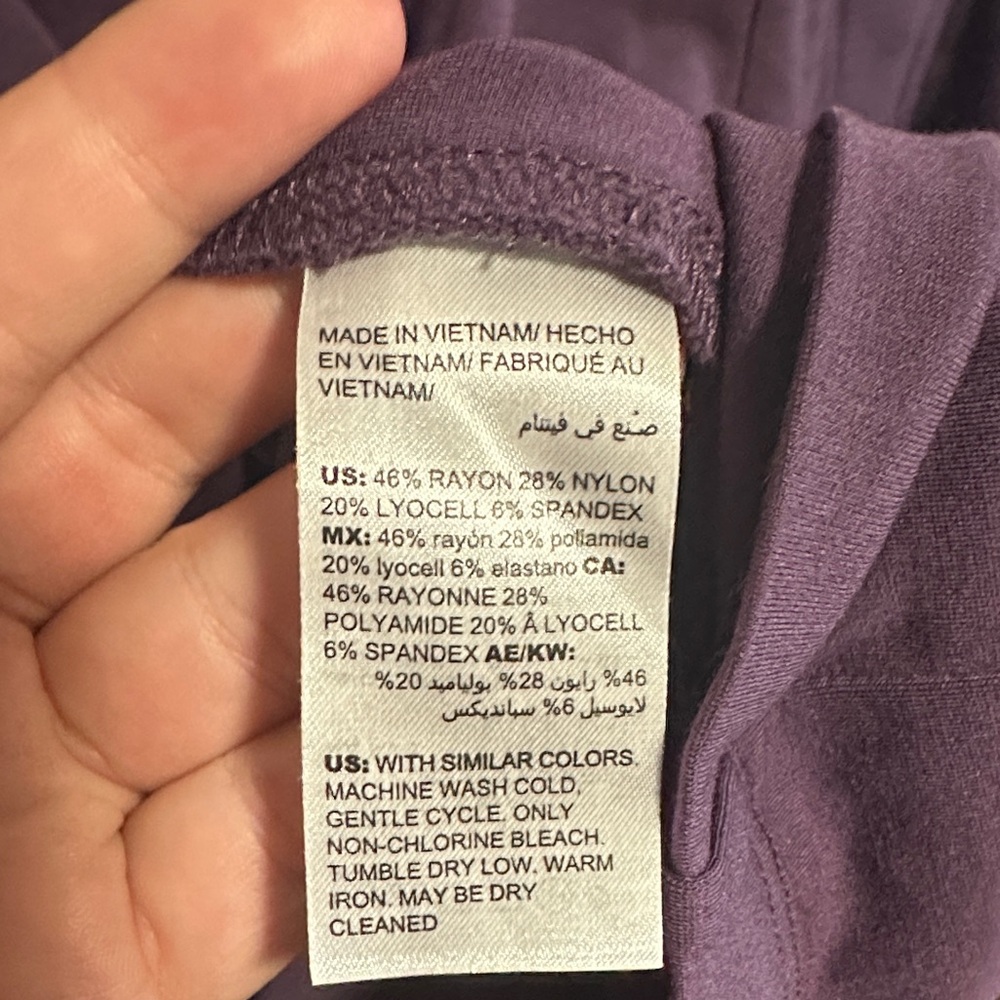 MADE IN VIETNAM/ HECHO
EN VIETNAM/ FABRIQUÉ AU
VIETNAM/
صُنع في فيتنام
US: 46% RAYON 28% NYLON
20% LYOCELL 6% SPANDEX
MX: 46% rayón 28% poliamida
20% lyocell 6% elastano CA:
46% RAYONNE 28%
POLYAMIDE 20% Â LYOCELL
6% SPANDEX AE/KW:
46% رايون 28% بولياميد 20%
لايوسيل 6% سبانديكس
US: WITH SIMILAR COLORS.
MACHINE WASH COLD,
GENTLE CYCLE. ONLY
NON-CHLORINE BLEACH.
TUMBLE DRY LOW. WARM
IRON. MAY BE DRY
CLEANED